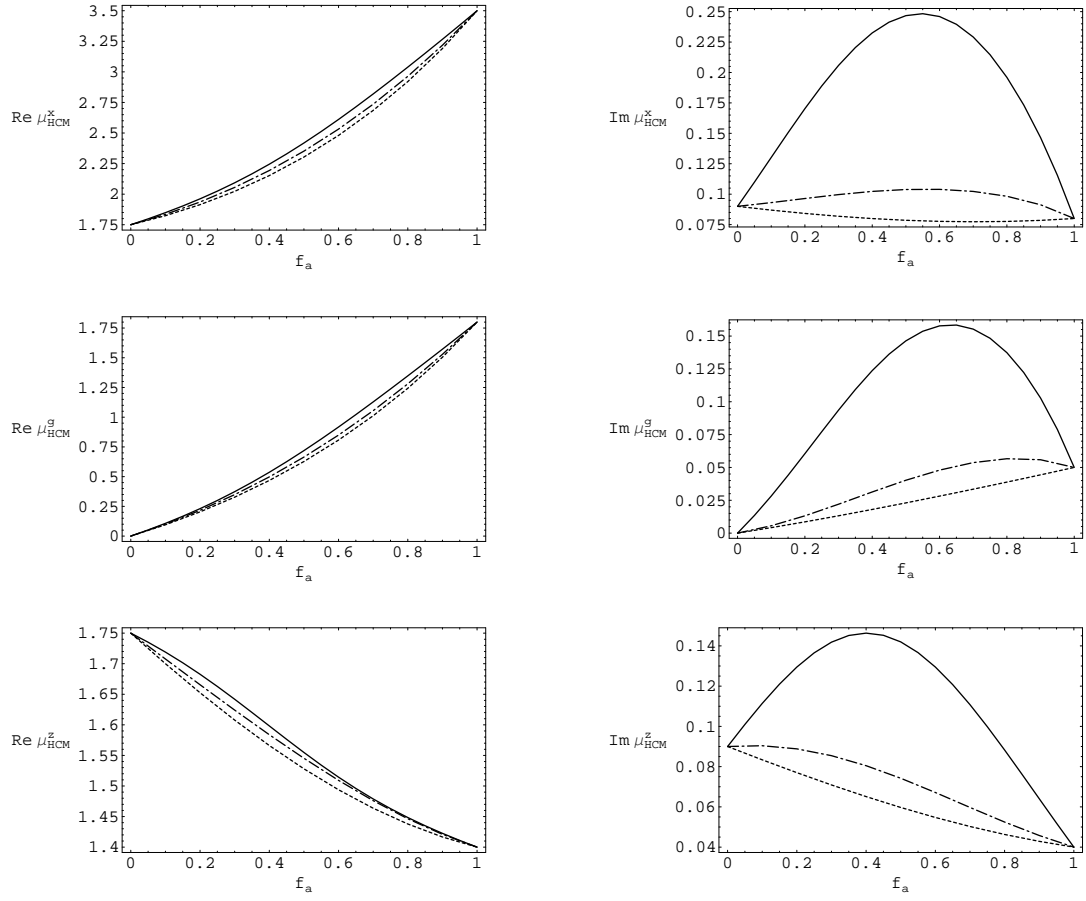 3.5
3.25
3
2.75
Re μ^x_HCM 2.5
2.25
2
1.75
0 0.2 0.4 0.6 0.8 1
f_a
0.25
0.225
0.2
0.175
Im μ^x_HCM 0.15
0.125
0.1
0.075
0 0.2 0.4 0.6 0.8 1
f_a
1.75
1.5
1.25
Re μ^g_HCM 1
0.75
0.5
0.25
0
0 0.2 0.4 0.6 0.8 1
f_a
0.15
0.125
0.1
Im μ^g_HCM 0.075
0.05
0.025
0
0 0.2 0.4 0.6 0.8 1
f_a
1.75
1.7
1.65
1.6
Re μ^z_HCM 1.55
1.5
1.45
1.4
0 0.2 0.4 0.6 0.8 1
f_a
0.14
0.12
0.1
Im μ^z_HCM 0.08
0.06
0.04
0 0.2 0.4 0.6 0.8 1
f_a